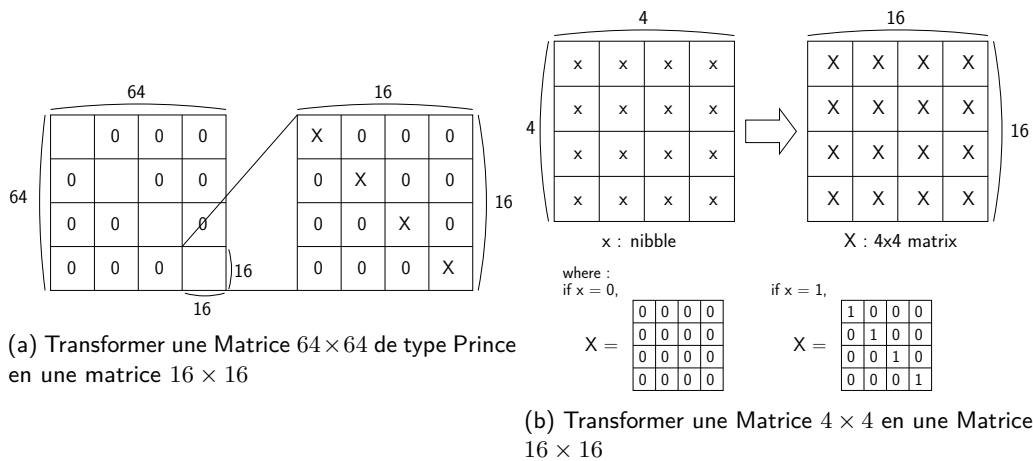 64
64
0 0 0
0 0 0
0 0 0
0 0 0
16
16
16
16
X 0 0 0
0 X 0 0
0 0 X 0
0 0 0 X
(a) Transformer une Matrice 64×64 de type Prince
en une matrice 16 × 16
4
4
x x x x
x x x x
x x x x
x x x x
x : nibble
16
16
X X X X
X X X X
X X X X
X X X X
X : 4x4 matrix
where :
if x = 0,
X =
0 0 0 0
0 0 0 0
0 0 0 0
0 0 0 0
if x = 1,
X =
1 0 0 0
0 1 0 0
0 0 1 0
0 0 0 1
(b) Transformer une Matrice 4 × 4 en une Matrice
16 × 16